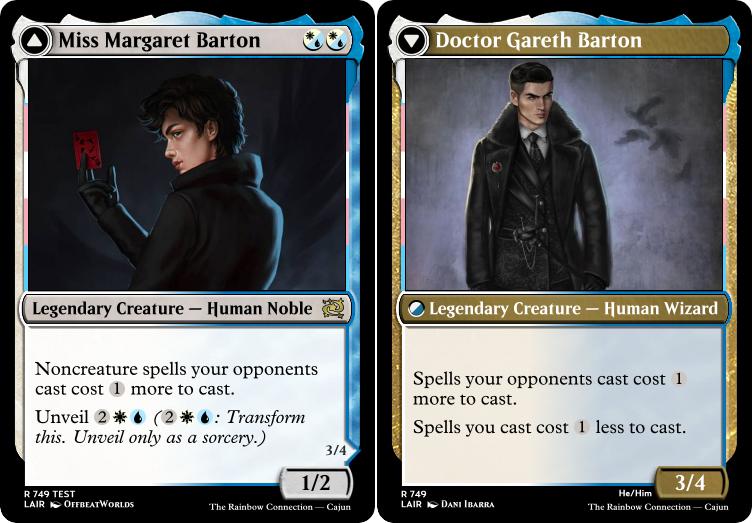 Miss Margaret Barton
Legendary Creature — Human Noble
Noncreature spells your opponents
cast cost 1 more to cast.
Unveil 2 (2: Transform
this. Unveil only as a sorcery.)
3/4
1/2
R 749 TEST
LAIR OffbeatWorlds
The Rainbow Connection — Cajun
Doctor Gareth Barton
Legendary Creature — Human Wizard
Spells your opponents cast cost 1
more to cast.
Spells you cast cost 1 less to cast.
3/4
R 749
LAIR Dani Ibarra
He/Him
The Rainbow Connection — Cajun